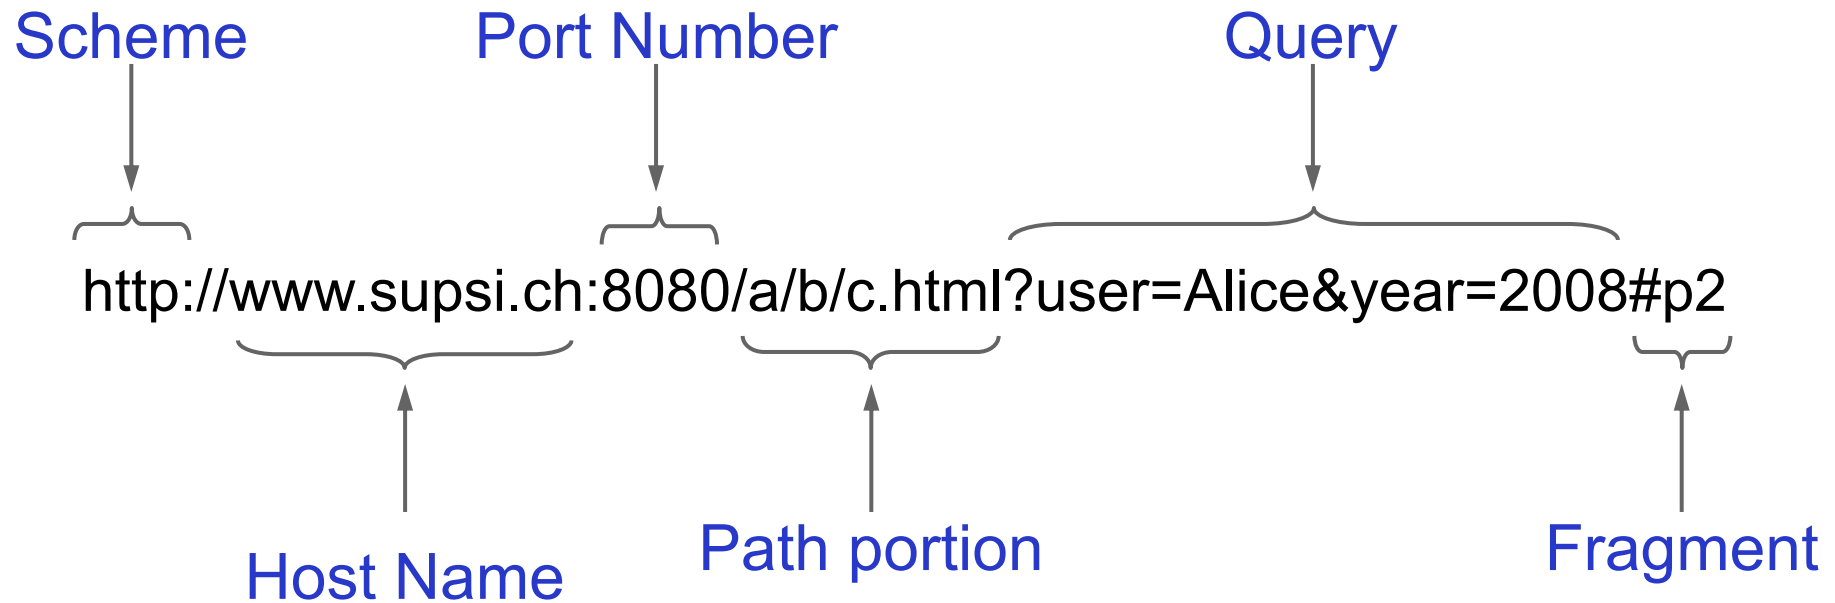 Scheme Port Number Query
http://www.supsi.ch:8080/a/b/c.html?user=Alice&year=2008#p2
Host Name Path portion Fragment